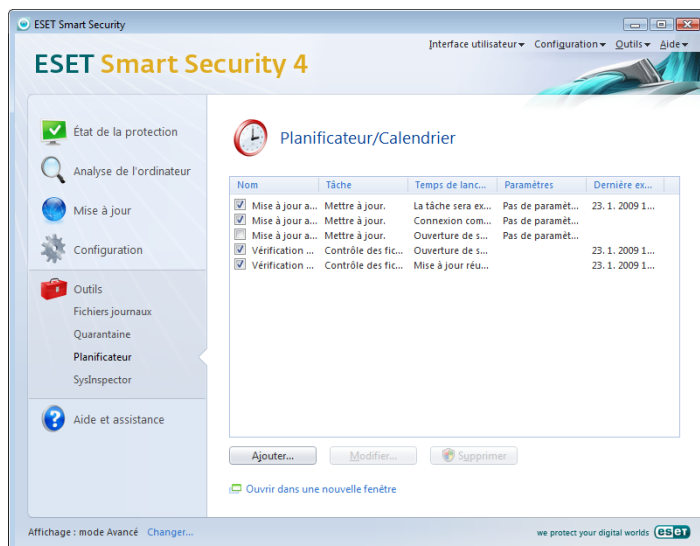 ESET Smart Security
Interface utilisateur Configuration Outils Aide
ESET Smart Security 4
État de la protection
Analyse de l'ordinateur
Mise à jour
Configuration
Outils
Fichiers journaux
Quarantaine
Planificateur
SysInspector
Aide et assistance
Planificateur/Calendrier
Nom Tâche Temps de lanc... Paramètres Dernière ex...
Mise à jour a... Mettre à jour. La tâche sera ex... Pas de paramèt... 23. 1. 2009 1...
Mise à jour a... Mettre à jour. Connexion com... Pas de paramèt...
Mise à jour a... Mettre à jour. Ouverture de s... Pas de paramèt...
Vérification ... Contrôle des fic... Ouverture de s... 23. 1. 2009 1...
Vérification ... Contrôle des fic... Mise à jour réu... 23. 1. 2009 1...
Ajouter... Modifier... Supprimer
Ouvrir dans une nouvelle fenêtre
Affichage : mode Avancé Changer...
we protect your digital worlds eset